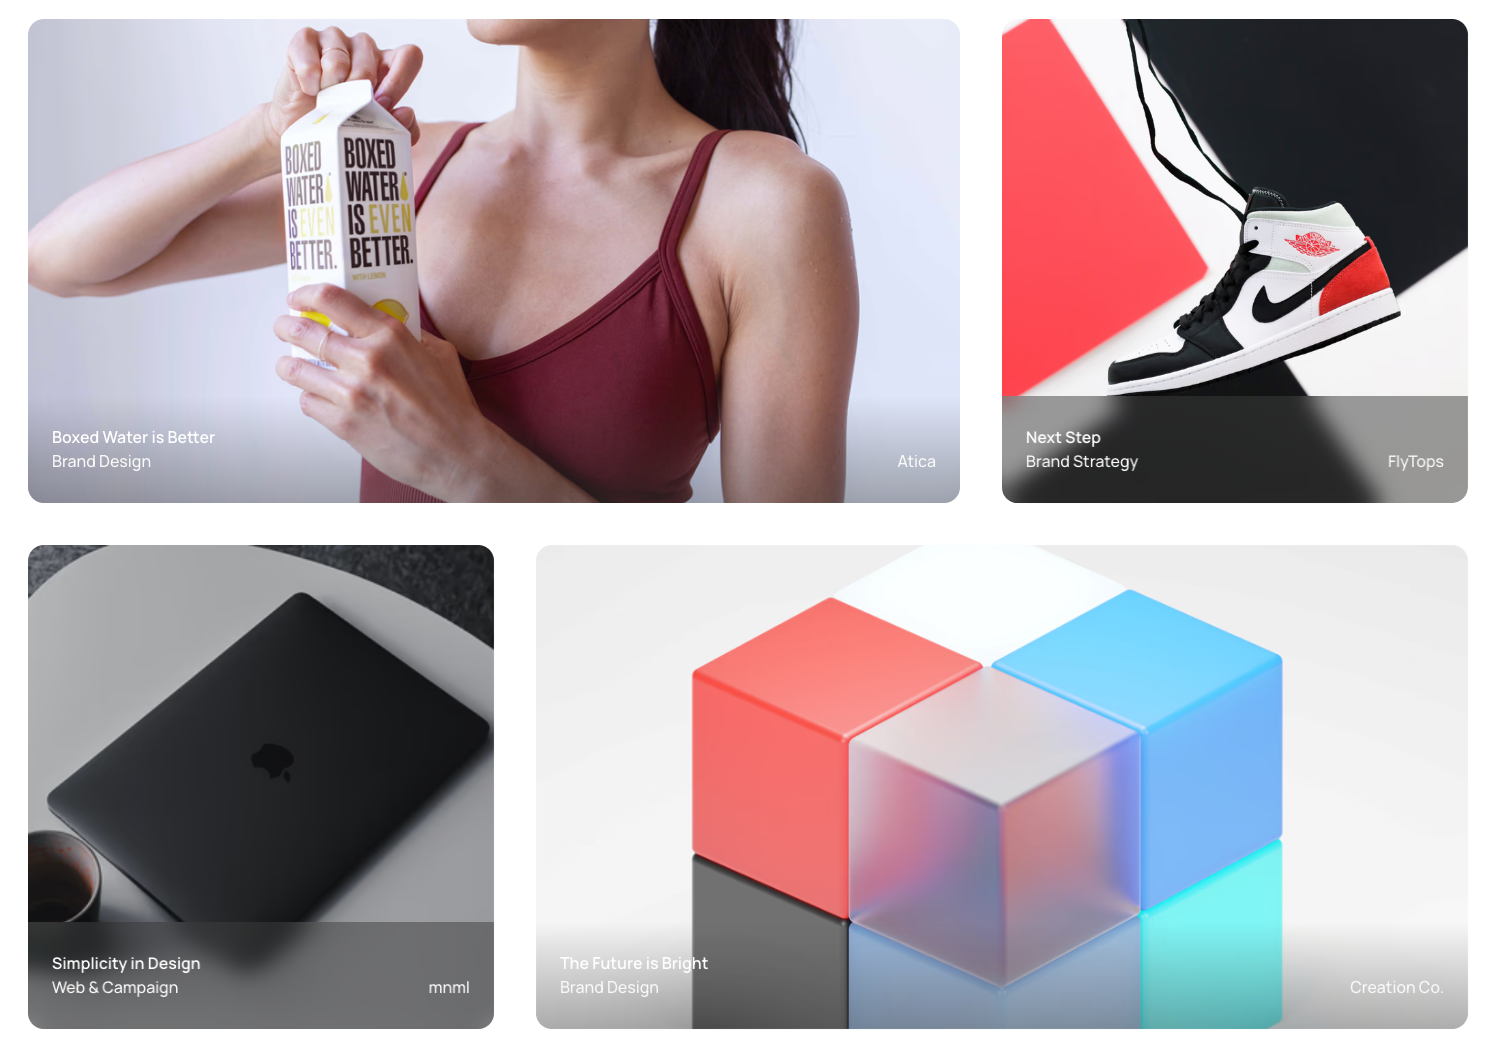 BOXED
WATER
IS EVEN
BETTER.
BOXED
WATER
IS EVEN
BETTER.
WITH LEMON
Boxed Water is Better
Brand Design
Atica
Next Step
Brand Strategy
FlyTops
Simplicity in Design
Web & Campaign
mnml
The Future is Bright
Brand Design
Creation Co.